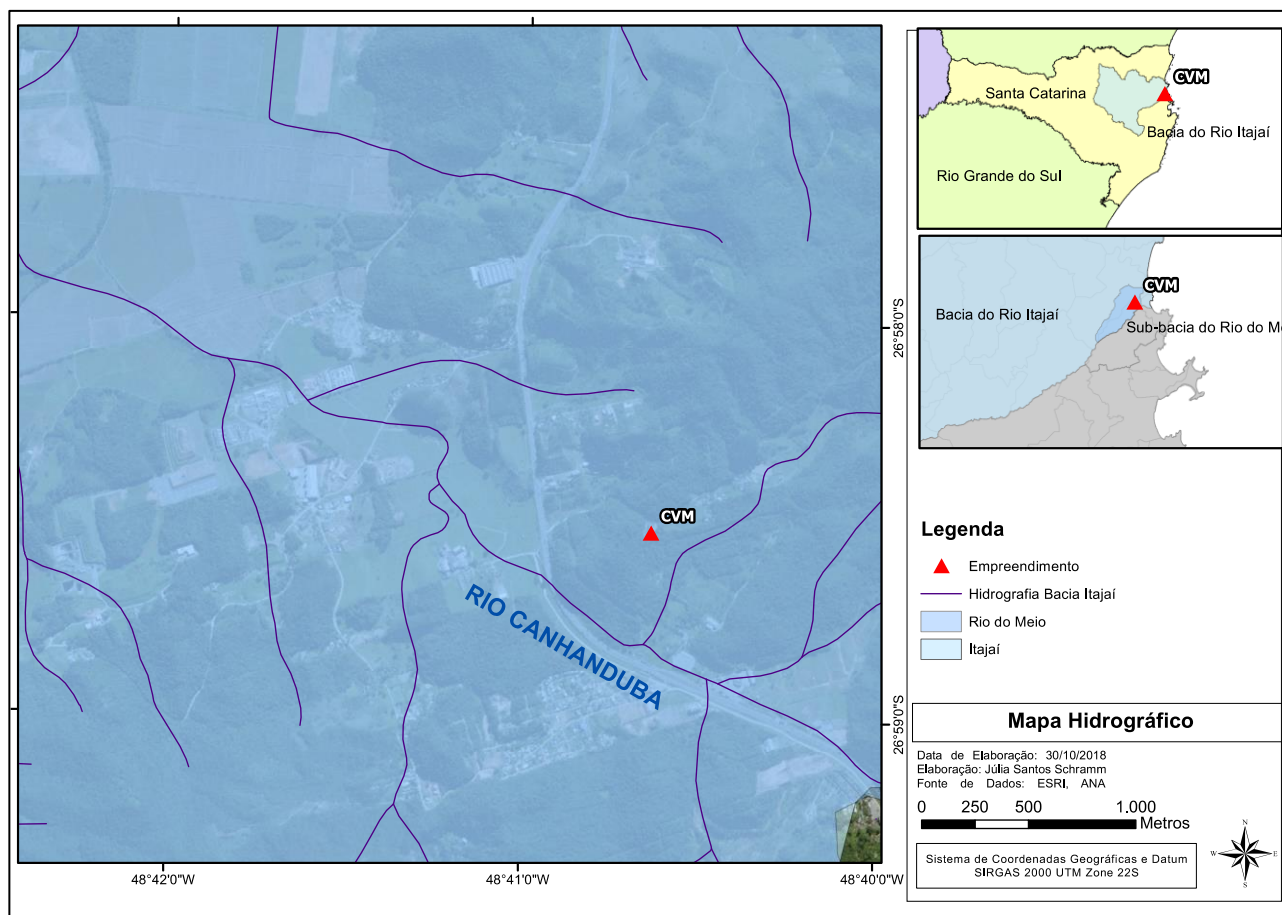 CVM
RIO CANHANDUBA
48°42'0"W
48°41'0"W
48°40'0"W
26°58'0"S
26°59'0"S
CVM
Santa Catarina
Bacia do Rio Itajaí
Rio Grande do Sul
CVM
Bacia do Rio Itajaí
Sub-bacia do Rio do Me
Legenda
Empreendimento
Hidrografia Bacia Itajaí
Rio do Meio
Itajaí
Mapa Hidrográfico
Data de Elaboração: 30/10/2018
Elaboração: Júlia Santos Schramm
Fonte de Dados: ESRI, ANA
0 250 500 1.000
Metros
N
W E
S
Sistema de Coordenadas Geográficas e Datum
SIRGAS 2000 UTM Zone 22S